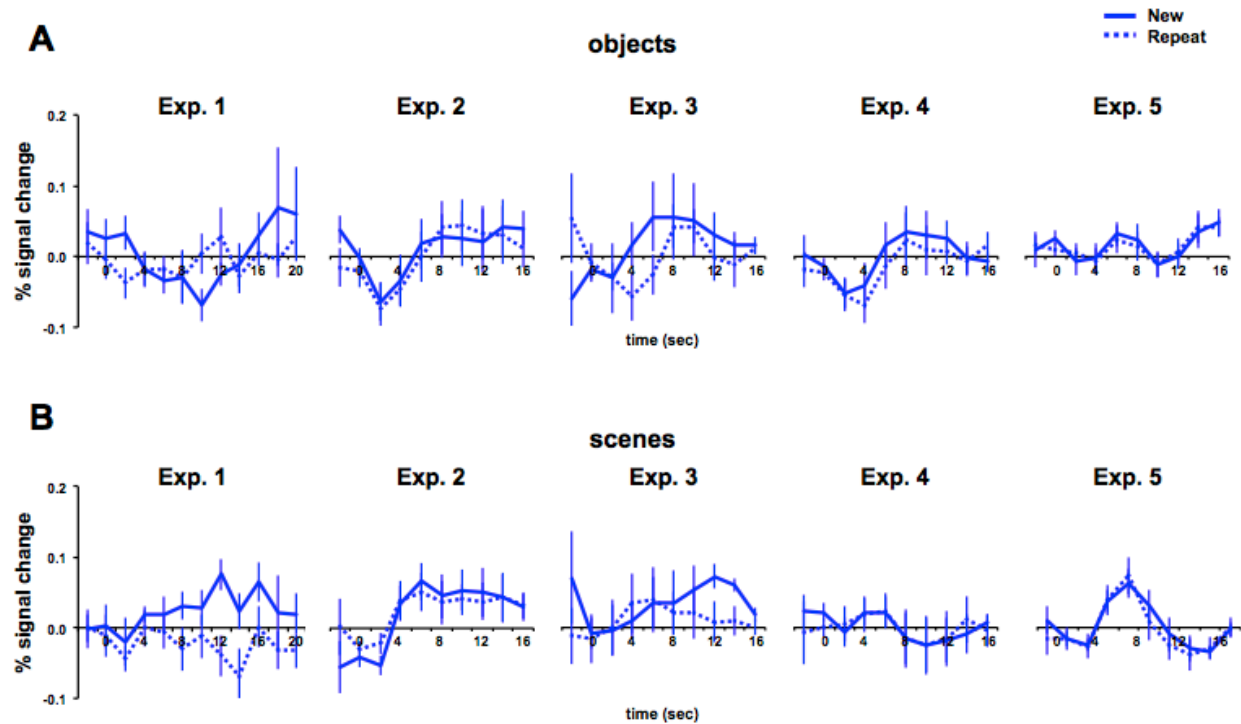 New
Repeat
A
objects
Exp. 1 Exp. 2 Exp. 3 Exp. 4 Exp. 5
% signal change
0.2
0.1
0.0
-0.1
0 4 8 12 16 20
0 4 8 12 16
0 4 8 12 16
0 4 8 12 16
0 4 8 12 16
time (sec)
B
scenes
Exp. 1 Exp. 2 Exp. 3 Exp. 4 Exp. 5
% signal change
0.2
0.1
0.0
-0.1
0 4 8 12 16 20
0 4 8 12 16
0 4 8 12 16
0 4 8 12 16
0 4 8 12 16
time (sec)